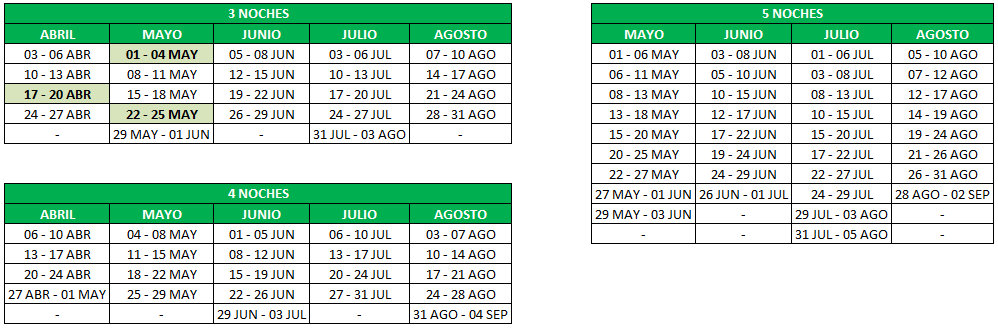 3 NOCHES
ABRIL MAYO JUNIO JULIO AGOSTO
03 - 06 ABR 01 - 04 MAY 05 - 08 JUN 03 - 06 JUL 07 - 10 AGO
10 - 13 ABR 08 - 11 MAY 12 - 15 JUN 10 - 13 JUL 14 - 17 AGO
17 - 20 ABR 15 - 18 MAY 19 - 22 JUN 17 - 20 JUL 21 - 24 AGO
24 - 27 ABR 22 - 25 MAY 26 - 29 JUN 24 - 27 JUL 28 - 31 AGO
- 29 MAY - 01 JUN - 31 JUL - 03 AGO -
4 NOCHES
ABRIL MAYO JUNIO JULIO AGOSTO
06 - 10 ABR 04 - 08 MAY 01 - 05 JUN 06 - 10 JUL 03 - 07 AGO
13 - 17 ABR 11 - 15 MAY 08 - 12 JUN 13 - 17 JUL 10 - 14 AGO
20 - 24 ABR 18 - 22 MAY 15 - 19 JUN 20 - 24 JUL 17 - 21 AGO
27 ABR - 01 MAY 25 - 29 MAY 22 - 26 JUN 27 - 31 JUL 24 - 28 AGO
- - 29 JUN - 03 JUL - 31 AGO - 04 SEP
5 NOCHES
MAYO JUNIO JULIO AGOSTO
01 - 06 MAY 03 - 08 JUN 01 - 06 JUL 05 - 10 AGO
06 - 11 MAY 05 - 10 JUN 03 - 08 JUL 07 - 12 AGO
08 - 13 MAY 10 - 15 JUN 08 - 13 JUL 12 - 17 AGO
13 - 18 MAY 12 - 17 JUN 10 - 15 JUL 14 - 19 AGO
15 - 20 MAY 17 - 22 JUN 15 - 20 JUL 19 - 24 AGO
20 - 25 MAY 19 - 24 JUN 17 - 22 JUL 21 - 26 AGO
22 - 27 MAY 24 - 29 JUN 22 - 27 JUL 26 - 31 AGO
27 MAY - 01 JUN 26 JUN - 01 JUL 24 - 29 JUL 28 AGO - 02 SEP
29 MAY - 03 JUN - 29 JUL - 03 AGO -
- - 31 JUL - 05 AGO -